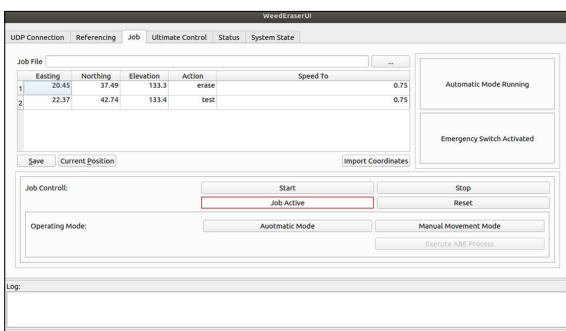 WeedEraserUI
UDP Connection Referencing Job Ultimate Control Status System State
Job File ...
Easting Northing Elevation Action Speed To
1 20.45 37.49 133.3 erase 0.75
2 22.37 42.74 133.4 test 0.75
Automatic Mode Running
Emergency Switch Activated
Save Current Position Import Coordinates
Job Controll: Start Stop
Job Active Reset
Operating Mode: Auotmatic Mode Manual Movement Mode
Execute ABE Process
Log: